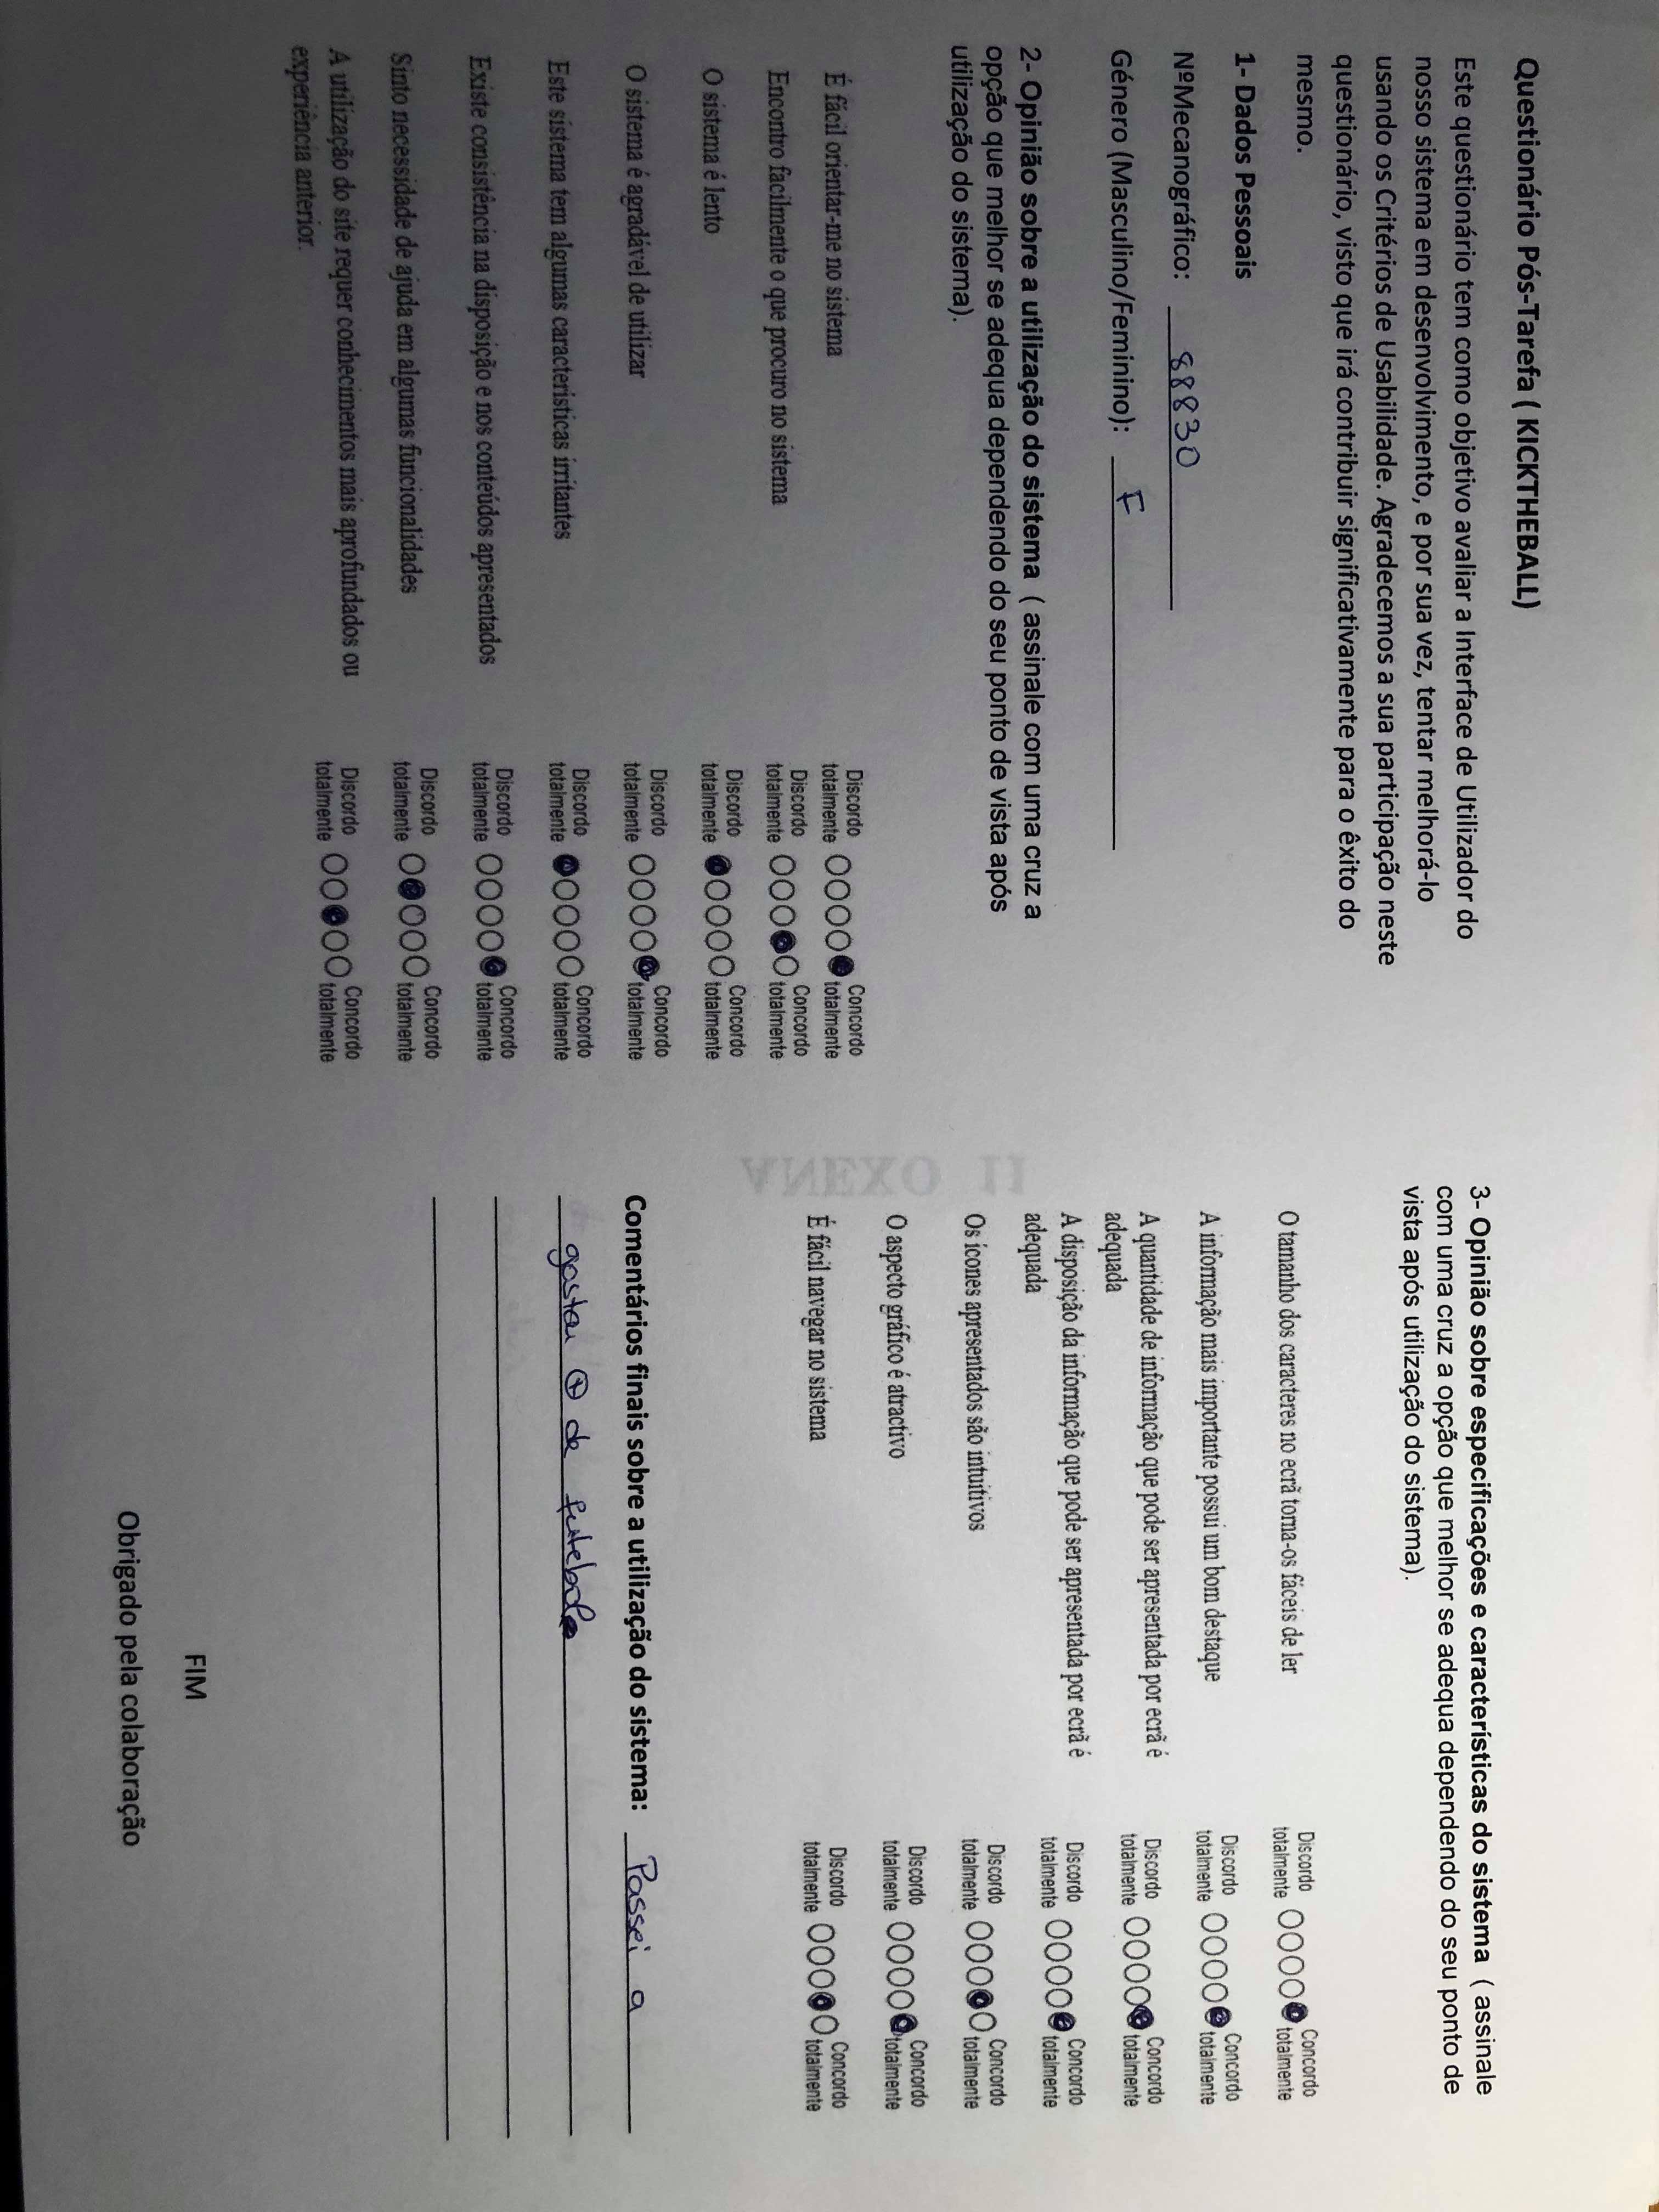 Questionário Pós-Tarefa ( KICKTHEBALL)
Este questionário tem como objetivo avaliar a Interface de Utilizador do
nosso sistema em desenvolvimento, e por sua vez, tentar melhorá-lo
usando os Critérios de Usabilidade. Agradecemos a sua participação neste
questionário, visto que irá contribuir significativamente para o êxito do
mesmo.
1- Dados Pessoais
NºMecanográfico: 88830
Género (Masculino/Feminino): F
2- Opinião sobre a utilização do sistema ( assinale com uma cruz a
opção que melhor se adequa dependendo do seu ponto de vista após
utilização do sistema).
É fácil orientar-me no sistema Discordo totalmente Concordo totalmente
Encontro facilmente o que procuro no sistema Discordo totalmente Concordo totalmente
O sistema é lento Discordo totalmente Concordo totalmente
O sistema é agradável de utilizar Discordo totalmente Concordo totalmente
Este sistema tem algumas características irritantes Discordo totalmente Concordo totalmente
Existe consistência na disposição e nos conteúdos apresentados Discordo totalmente Concordo totalmente
Sinto necessidade de ajuda em algumas funcionalidades Discordo totalmente Concordo totalmente
A utilização do site requer conhecimentos mais aprofundados ou Discordo totalmente Concordo totalmente
experiência anterior.
ANEXO II
3- Opinião sobre especificações e características do sistema ( assinale
com uma cruz a opção que melhor se adequa dependendo do seu ponto de
vista após utilização do sistema).
O tamanho dos caracteres no ecrã torna-os fáceis de ler Discordo totalmente Concordo totalmente
A informação mais importante possui um bom destaque Discordo totalmente Concordo totalmente
A quantidade de informação que pode ser apresentada por ecrã é Discordo totalmente Concordo totalmente
adequada
A disposição da informação que pode ser apresentada por ecrã é Discordo totalmente Concordo totalmente
adequada
Os ícones apresentados são intuitivos Discordo totalmente Concordo totalmente
O aspecto gráfico é atractivo Discordo totalmente Concordo totalmente
É fácil navegar no sistema Discordo totalmente Concordo totalmente
Comentários finais sobre a utilização do sistema: Passei a
gostar + de futebol
FIM
Obrigado pela colaboração